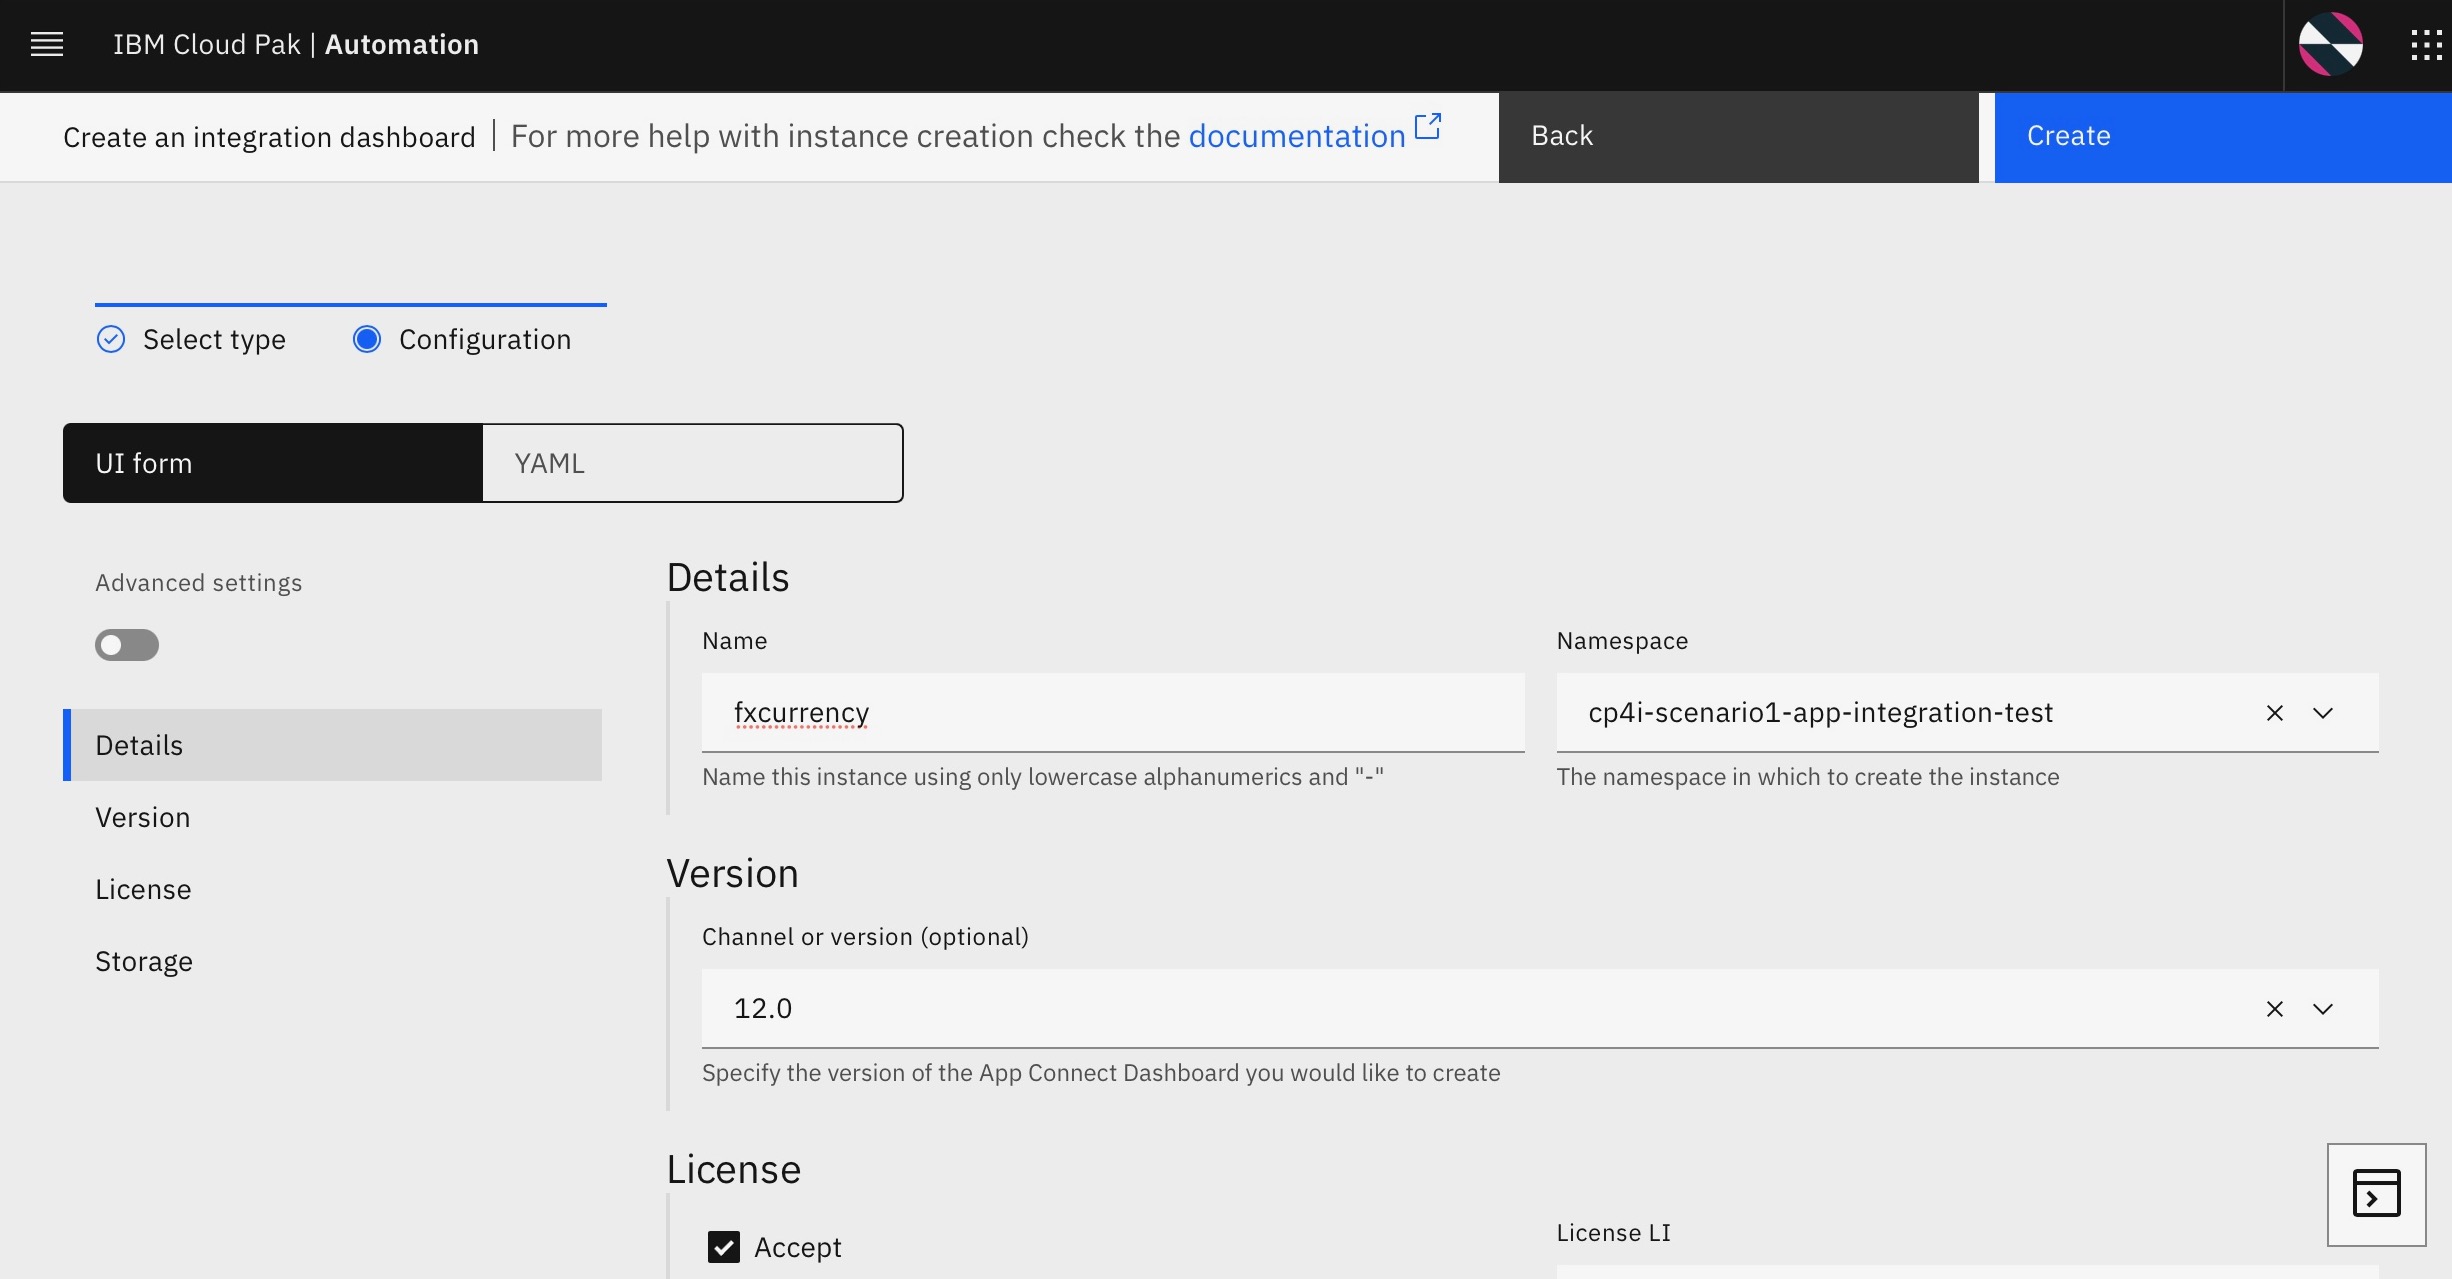 IBM Cloud Pak | Automation
Create an integration dashboard | For more help with instance creation check the documentation
Back
Create
Select type
Configuration
UI form
YAML
Advanced settings
Details
Version
License
Storage
Details
Name
fxcurrency
Name this instance using only lowercase alphanumerics and "-"
Namespace
cp4i-scenario1-app-integration-test
The namespace in which to create the instance
Version
Channel or version (optional)
12.0
Specify the version of the App Connect Dashboard you would like to create
License
Accept
License LI